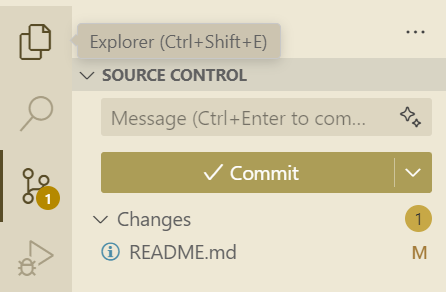 Explorer (Ctrl+Shift+E)
...
SOURCE CONTROL
Message (Ctrl+Enter to com...
Commit
1
Changes 1
README.md M